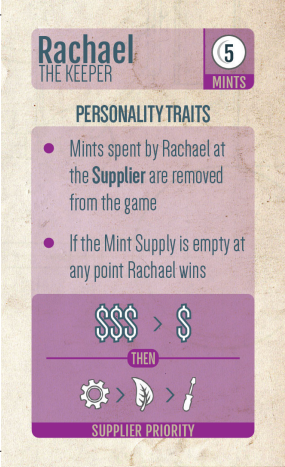 Rachael
THE KEEPER
5
MINTS
PERSONALITY TRAITS
Mints spent by Rachael at
the Supplier are removed
from the game
If the Mint Supply is empty at
any point Rachael wins
$$$ > $
THEN
> >
SUPPLIER PRIORITY